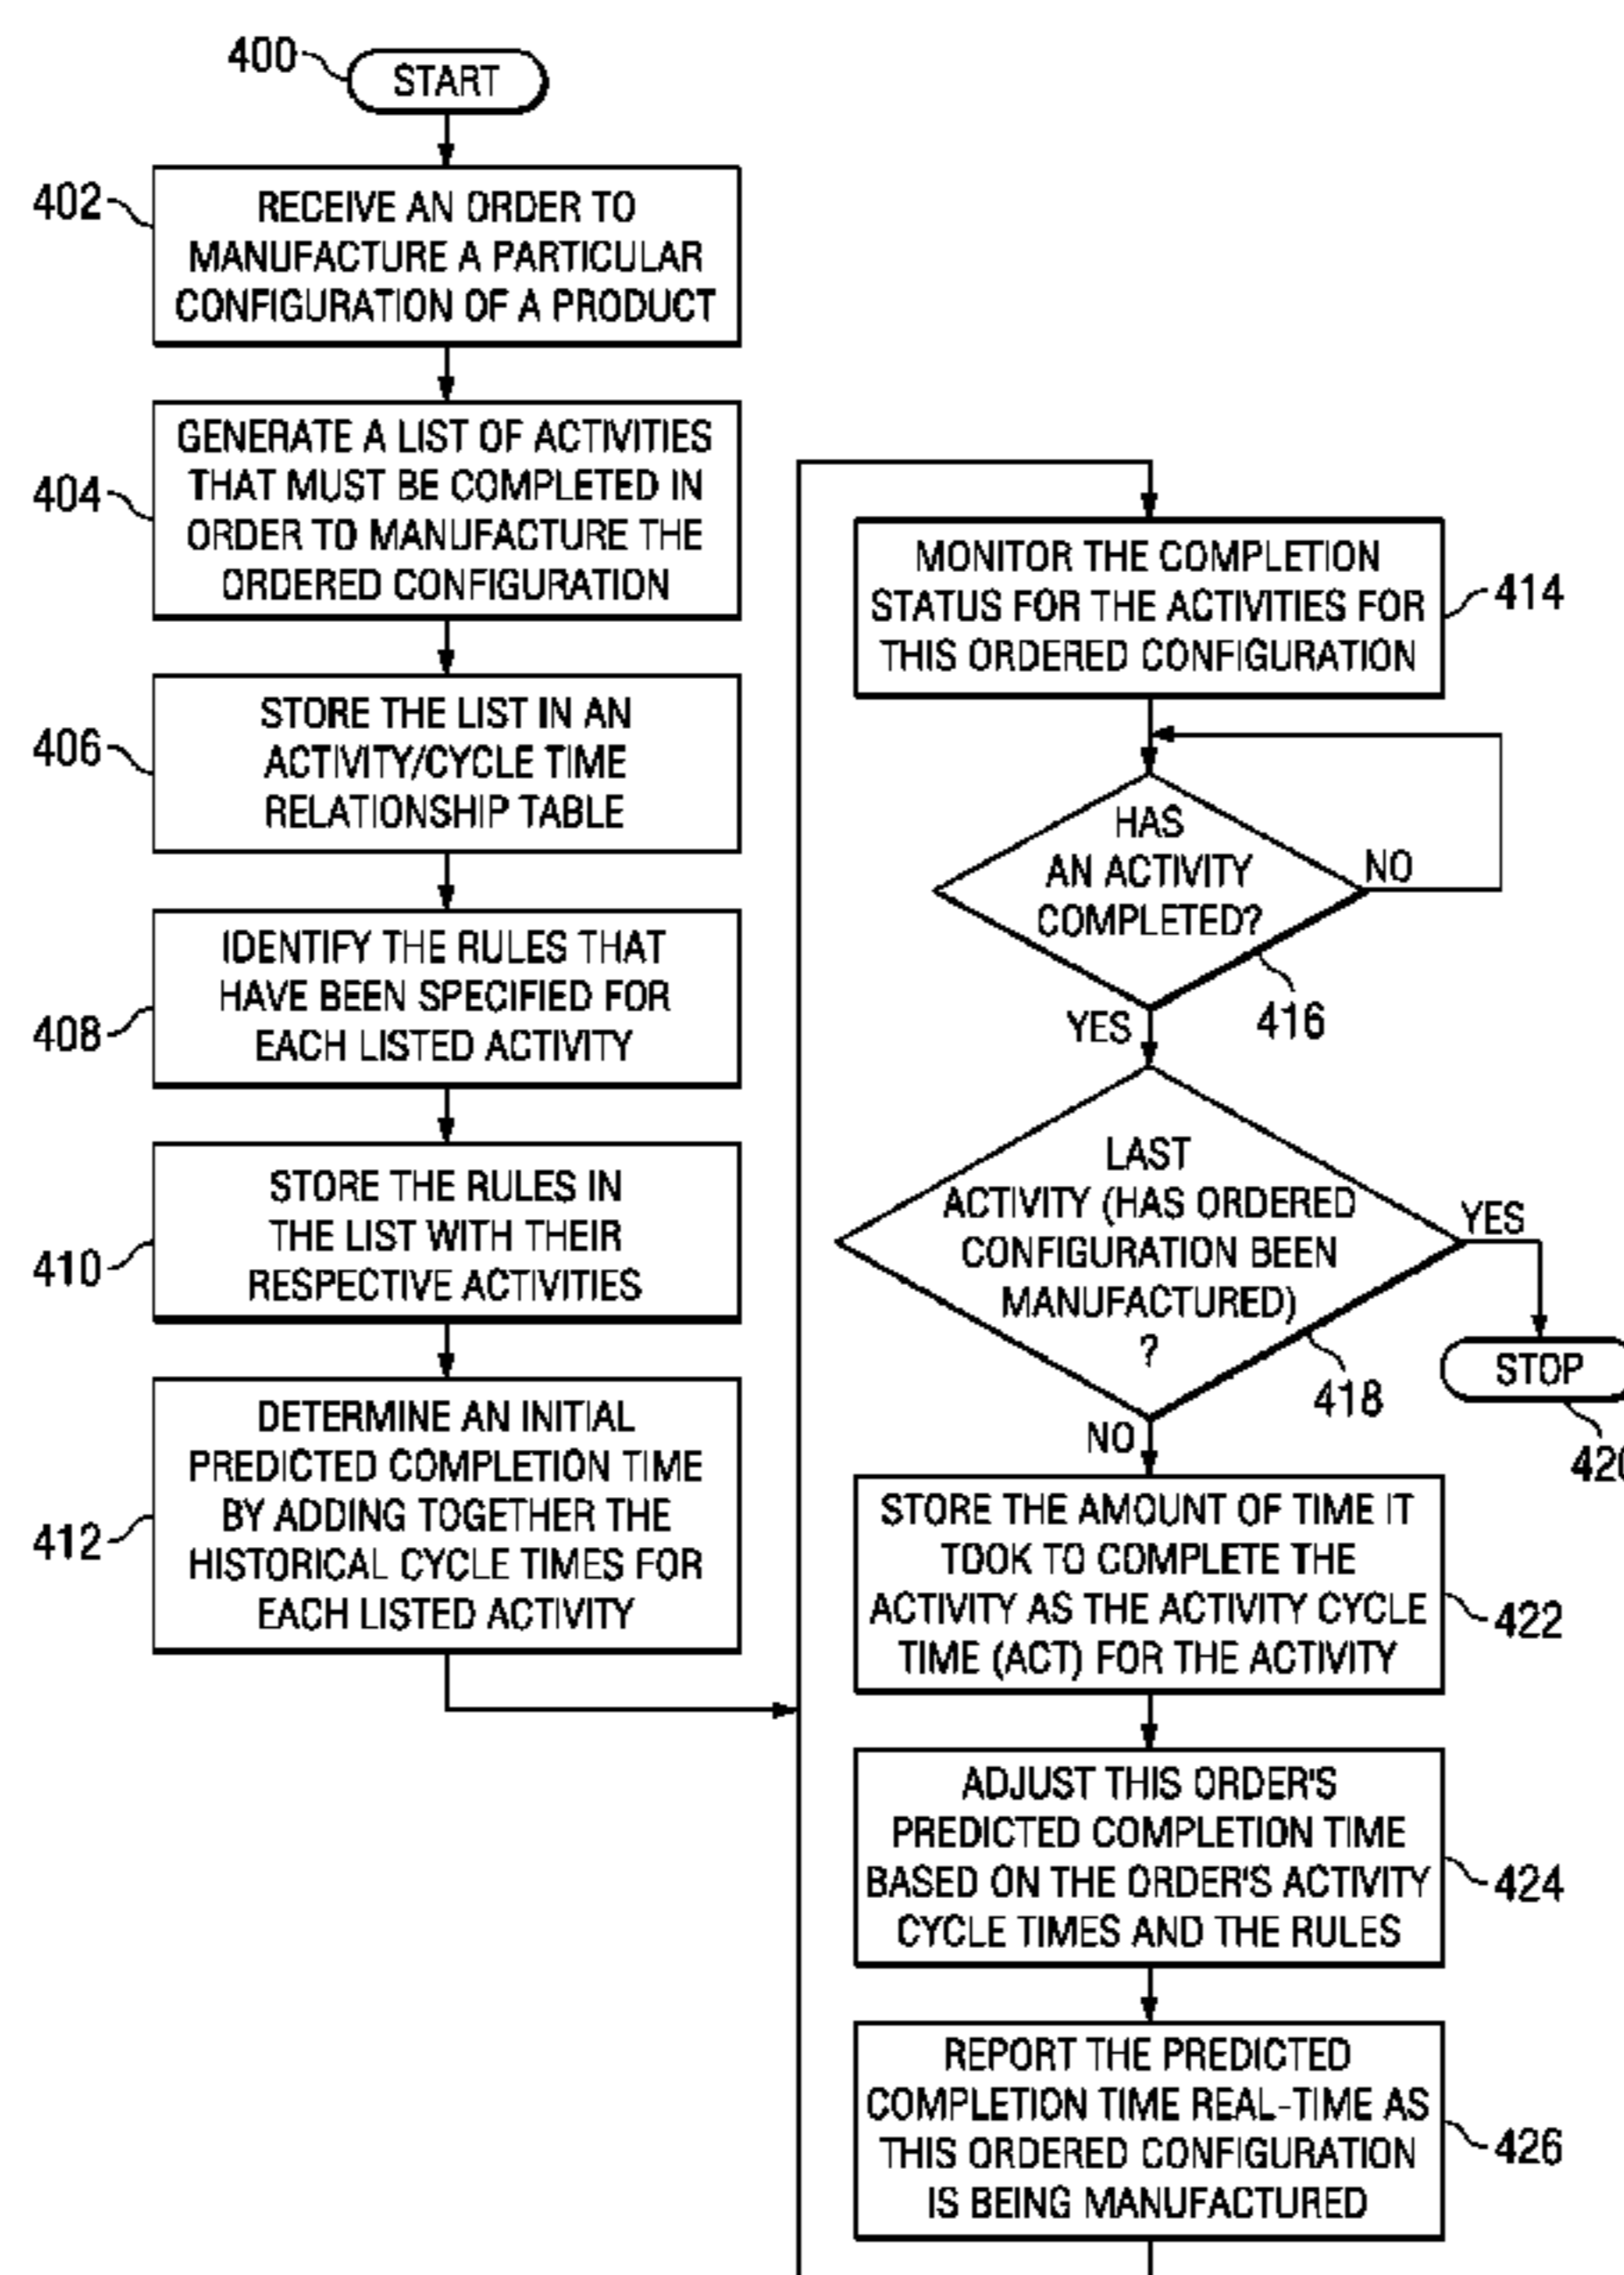 400
START
402
RECEIVE AN ORDER TO
MANUFACTURE A PARTICULAR
CONFIGURATION OF A PRODUCT
404
GENERATE A LIST OF ACTIVITIES
THAT MUST BE COMPLETED IN
ORDER TO MANUFACTURE THE
ORDERED CONFIGURATION
406
STORE THE LIST IN AN
ACTIVITY/CYCLE TIME
RELATIONSHIP TABLE
408
IDENTIFY THE RULES THAT
HAVE BEEN SPECIFIED FOR
EACH LISTED ACTIVITY
410
STORE THE RULES IN
THE LIST WITH THEIR
RESPECTIVE ACTIVITIES
412
DETERMINE AN INITIAL
PREDICTED COMPLETION TIME
BY ADDING TOGETHER THE
HISTORICAL CYCLE TIMES FOR
EACH LISTED ACTIVITY
MONITOR THE COMPLETION
STATUS FOR THE ACTIVITIES FOR
THIS ORDERED CONFIGURATION
414
HAS
AN ACTIVITY
COMPLETED?
NO
YES
416
LAST
ACTIVITY (HAS ORDERED
CONFIGURATION BEEN
MANUFACTURED)
?
YES
418
STOP
NO
STORE THE AMOUNT OF TIME IT
TOOK TO COMPLETE THE
ACTIVITY AS THE ACTIVITY CYCLE
TIME (ACT) FOR THE ACTIVITY
422
ADJUST THIS ORDER'S
PREDICTED COMPLETION TIME
BASED ON THE ORDER'S ACTIVITY
CYCLE TIMES AND THE RULES
424
REPORT THE PREDICTED
COMPLETION TIME REAL-TIME AS
THIS ORDERED CONFIGURATION
IS BEING MANUFACTURED
426